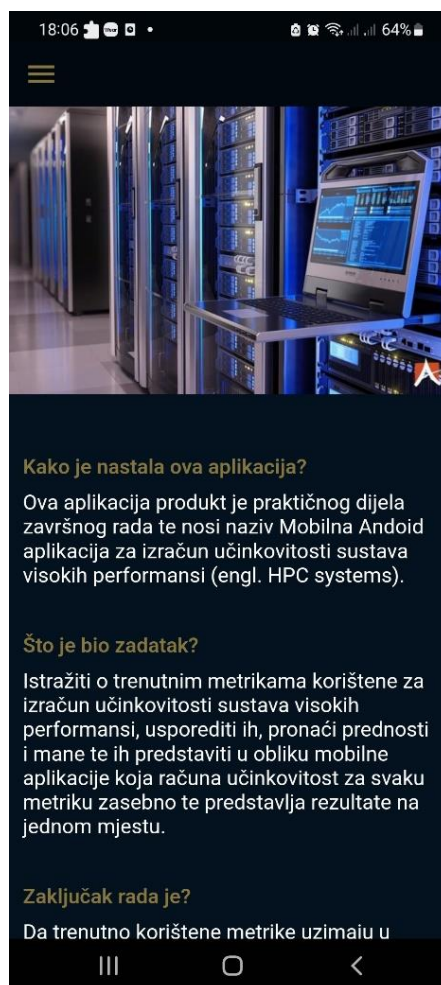 18:06
64%
Kako je nastala ova aplikacija?
Ova aplikacija produkt je praktičnog dijela
završnog rada te nosi naziv Mobilna Andoid
aplikacija za izračun učinkovitosti sustava
visokih performansi (engl. HPC systems).
Što je bio zadatak?
Istražiti o trenutnim metrikama korištene za
izračun učinkovitosti sustava visokih
performansi, usporediti ih, pronaći prednosti
i mane te ih predstaviti u obliku mobilne
aplikacije koja računa učinkovitost za svaku
metriku zasebno te predstavlja rezultate na
jednom mjestu.
Zaključak rada je?
Da trenutno korištene metrike uzimaju u